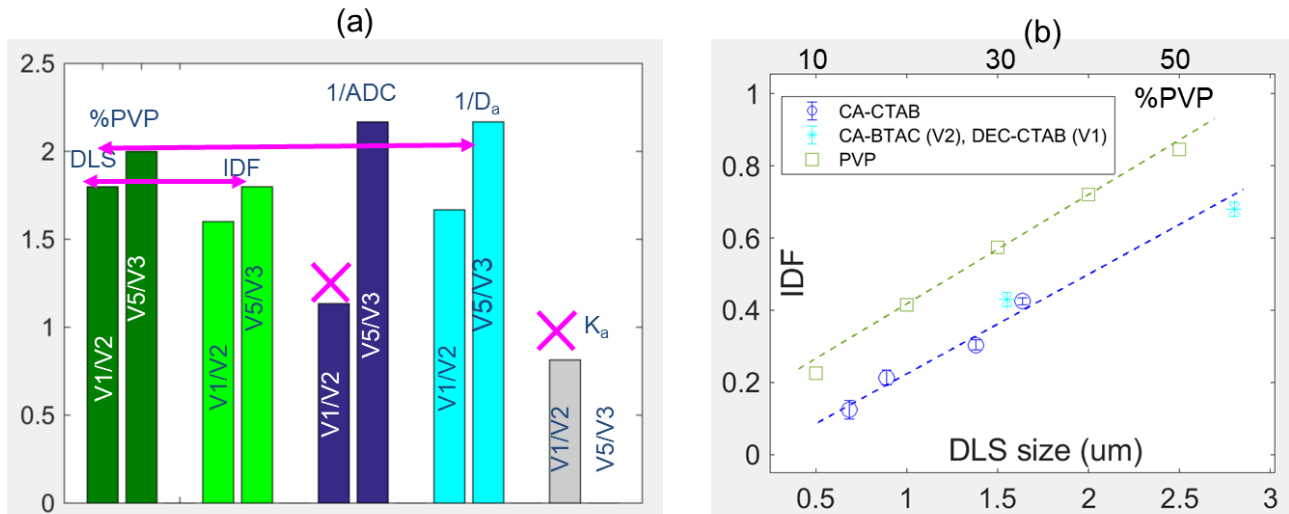 (a)
2.5
2
1.5
1
0.5
0
%PVP
DLS
IDF
1/ADC
1/Da
Ka
V1/V2
V5/V3
V1/V2
V5/V3
V1/V2
V5/V3
V1/V2
V5/V3
V1/V2
V5/V3
(b)
10 30 50
%PVP
CA-CTAB
CA-BTAC (V2), DEC-CTAB (V1)
PVP
1
0.8
0.6
0.4
0.2
0
IDF
DLS size (um)
0.5 1 1.5 2 2.5 3